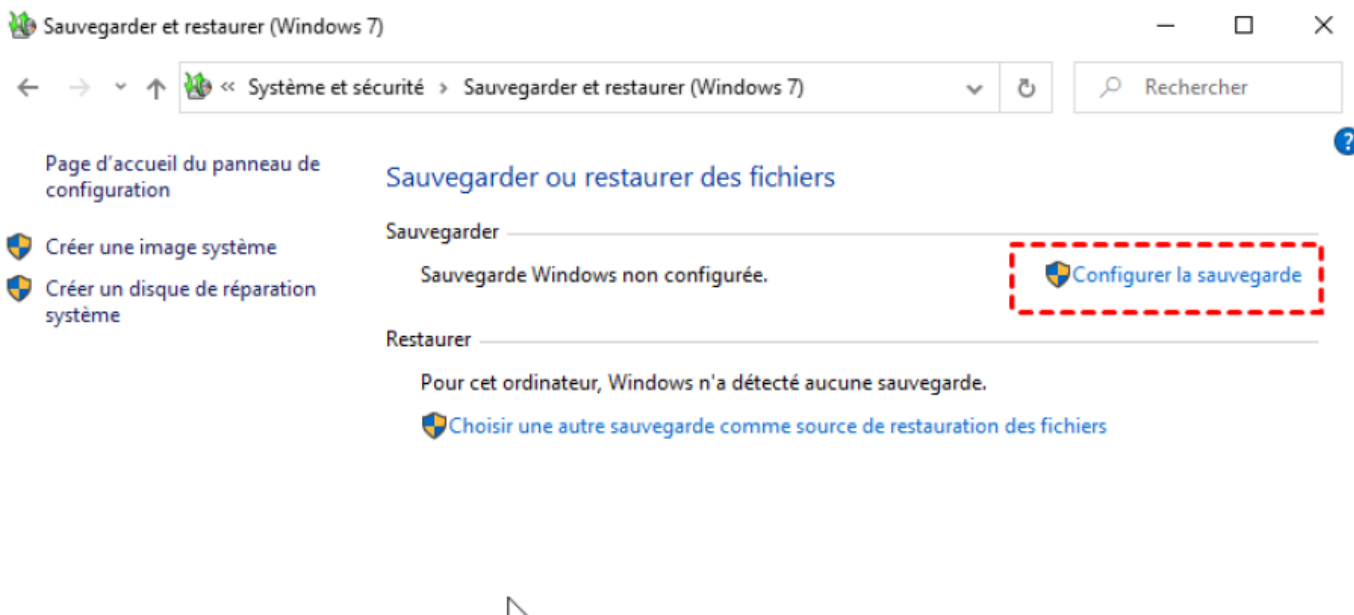 Sauvegarder et restaurer (Windows 7)
« Système et sécurité › Sauvegarder et restaurer (Windows 7)
Rechercher
?
Page d'accueil du panneau de
configuration
Créer une image système
Créer un disque de réparation
système
Sauvegarder ou restaurer des fichiers
Sauvegarder
Sauvegarde Windows non configurée.
Configurer la sauvegarde
Restaurer
Pour cet ordinateur, Windows n'a détecté aucune sauvegarde.
Choisir une autre sauvegarde comme source de restauration des fichiers